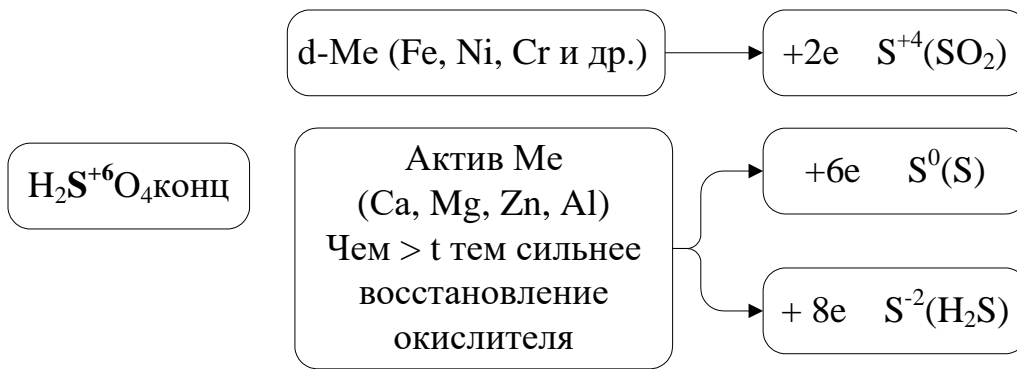 d-Me (Fe, Ni, Cr и др.)
+2e S⁺⁴(SO₂)
H₂S⁺⁶O₄конц
Актив Me
(Ca, Mg, Zn, Al)
Чем > t тем сильнее
восстановление
окислителя
+6e S⁰(S)
+ 8e S⁻²(H₂S)